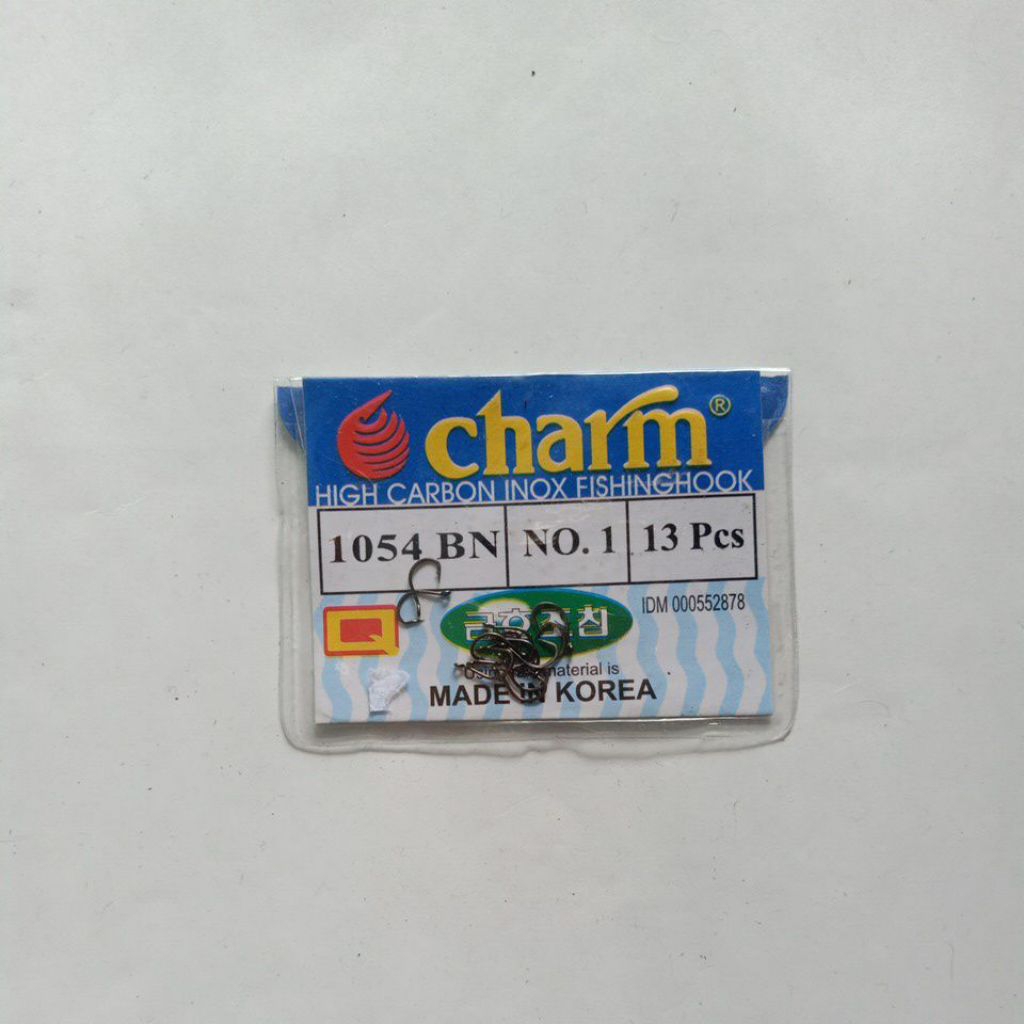 charm®
HIGH CARBON INOX FISHINGHOOK
1054 BN NO. 1 13 Pcs
IDM 000552878
Q
material is
MADE IN KOREA